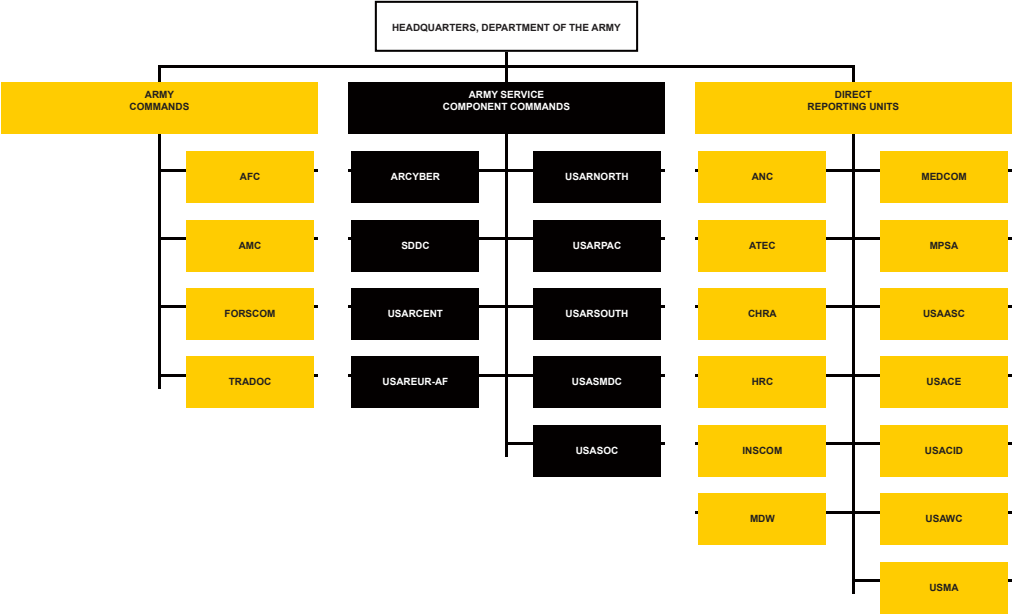 HEADQUARTERS, DEPARTMENT OF THE ARMY
ARMY
COMMANDS
AFC
AMC
FORSCOM
TRADOC
ARMY SERVICE
COMPONENT COMMANDS
ARCYBER
SDDC
USARCENT
USAREUR-AF
USARNORTH
USARPAC
USARSOUTH
USASMDC
USASOC
DIRECT
REPORTING UNITS
ANC
ATEC
CHRA
HRC
INSCOM
MDW
MEDCOM
MPSA
USAASC
USACE
USACID
USAWC
USMA